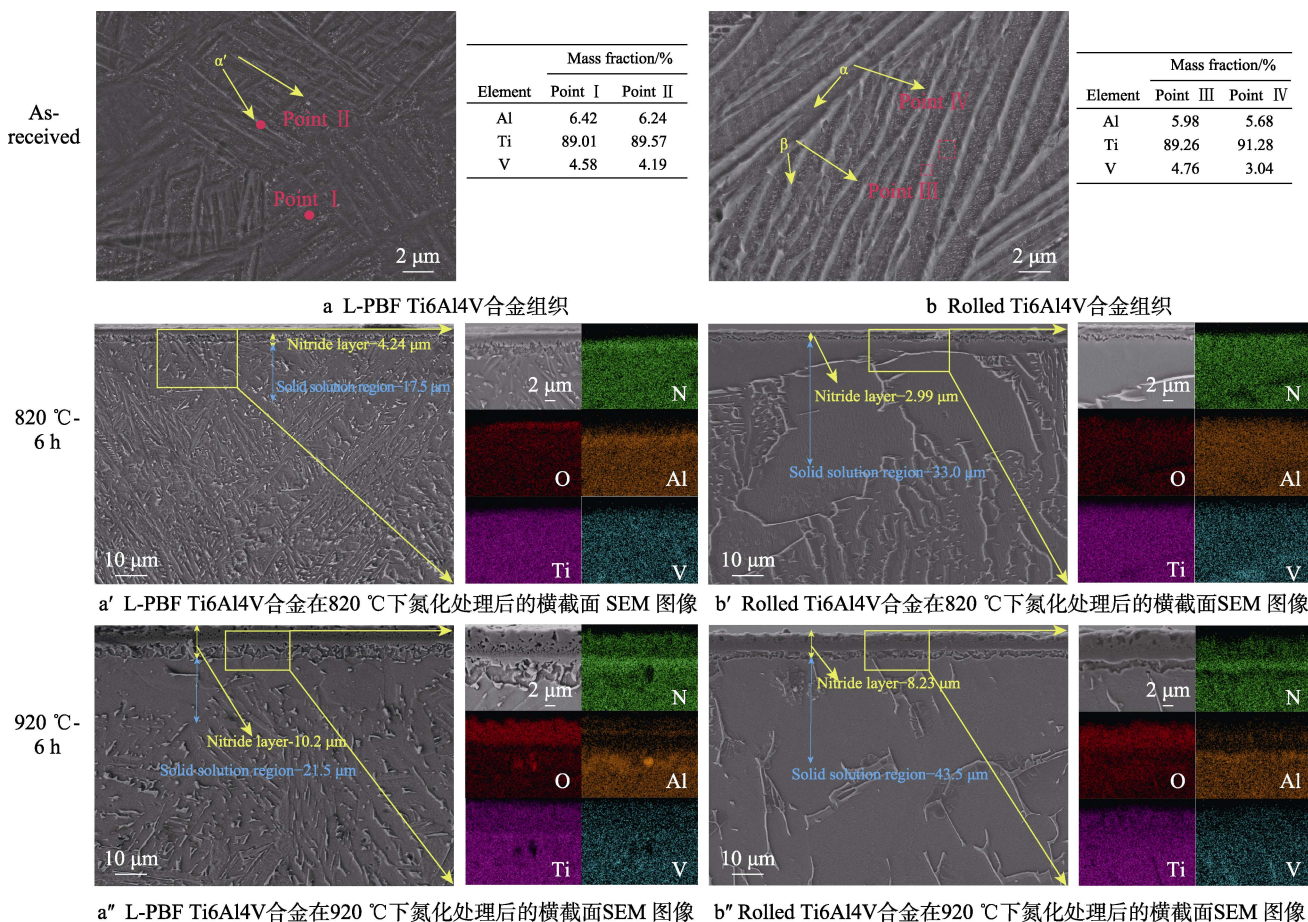 As-
received
α′
Point Ⅱ
Point Ⅰ
2 μm
Mass fraction/%
Element Point Ⅰ Point Ⅱ
Al 6.42 6.24
Ti 89.01 89.57
V 4.58 4.19
α
Point Ⅳ
β
Point Ⅲ
2 μm
Mass fraction/%
Element Point Ⅲ Point Ⅳ
Al 5.98 5.68
Ti 89.26 91.28
V 4.76 3.04
a L-PBF Ti6Al4V合金组织
b Rolled Ti6Al4V合金组织
820 ℃-
6 h
Nitride layer−4.24 μm
Solid solution region−17.5 μm
10 μm
2 μm
N
O
Al
Ti
V
Nitride layer−2.99 μm
Solid solution region−33.0 μm
10 μm
2 μm
N
O
Al
Ti
V
a′ L-PBF Ti6Al4V合金在820 ℃下氮化处理后的横截面 SEM 图像
b′ Rolled Ti6Al4V合金在820 ℃下氮化处理后的横截面SEM 图像
920 ℃-
6 h
Nitride layer-10.2 μm
Solid solution region−21.5 μm
10 μm
2 μm
N
O
Al
Ti
V
Nitride layer−8.23 μm
Solid solution region−43.5 μm
10 μm
2 μm
N
O
Al
Ti
V
a″ L-PBF Ti6Al4V合金在920 ℃下氮化处理后的横截面SEM 图像
b″ Rolled Ti6Al4V合金在920 ℃下氮化处理后的横截面SEM 图像